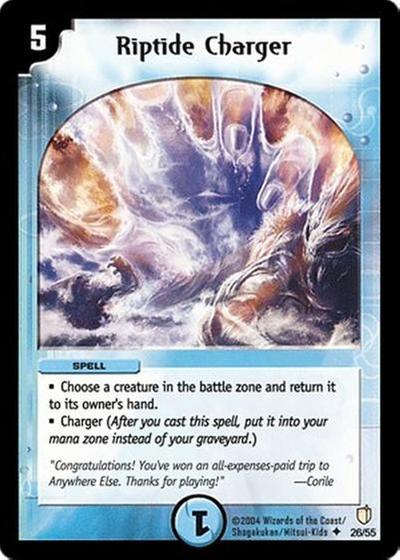 5
Riptide Charger
SPELL
▪ Choose a creature in the battle zone and return it
to its owner's hand.
▪ Charger (After you cast this spell, put it into your
mana zone instead of your graveyard.)
"Congratulations! You've won an all-expenses-paid trip to
Anywhere Else. Thanks for playing!" —Corile
1
©2004 Wizards of the Coast/
Shogakukan/Mitsui-Kids ✦ 26/55